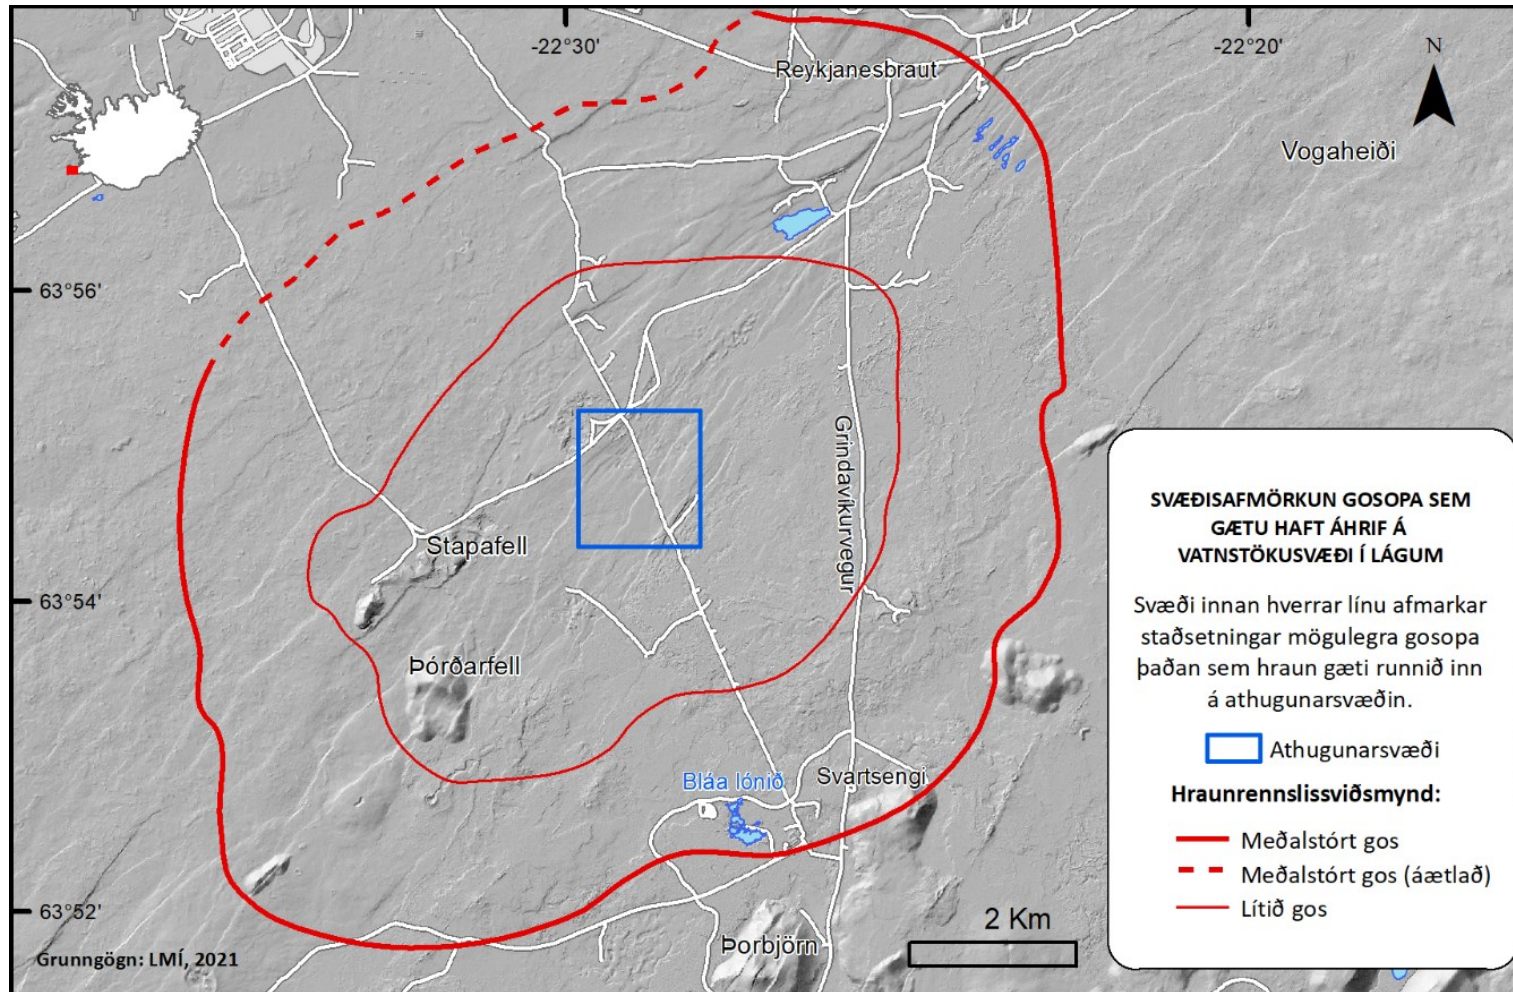 -22°30'
-22°20'
N
Reykjanesbraut
Vogaheiði
63°56'
Grindavíkurvegur
Stapafell
63°54'
Þórðarfell
Bláa lónið
Svartsengi
63°52'
Þorbjörn
2 Km
Grunngögn: LMÍ, 2021
SVÆÐISAFMÖRKUN GOSOPA SEM
GÆTU HAFT ÁHRIF Á
VATNSTÖKUSVÆÐI Í LÁGUM
Svæði innan hverrar línu afmarkar
staðsetningar mögulegra gosopa
þaðan sem hraun gæti runnið inn
á athugunarsvæðin.
Athugunarsvæði
Hraunrennslissviðsmynd:
Meðalstórt gos
Meðalstórt gos (áætlað)
Lítið gos